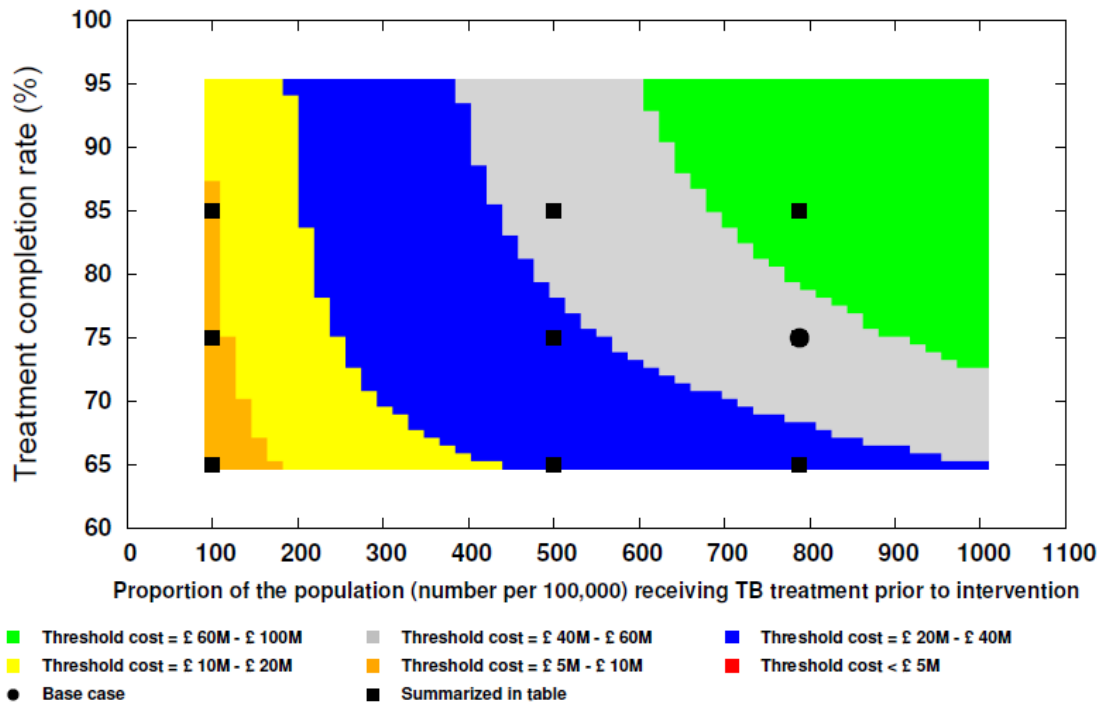 Treatment completion rate (%)
100
95
90
85
80
75
70
65
60
0 100 200 300 400 500 600 700 800 900 1000 1100
Proportion of the population (number per 100,000) receiving TB treatment prior to intervention
Threshold cost = £ 60M - £ 100M
Threshold cost = £ 40M - £ 60M
Threshold cost = £ 20M - £ 40M
Threshold cost = £ 10M - £ 20M
Threshold cost = £ 5M - £ 10M
Threshold cost < £ 5M
Base case
Summarized in table